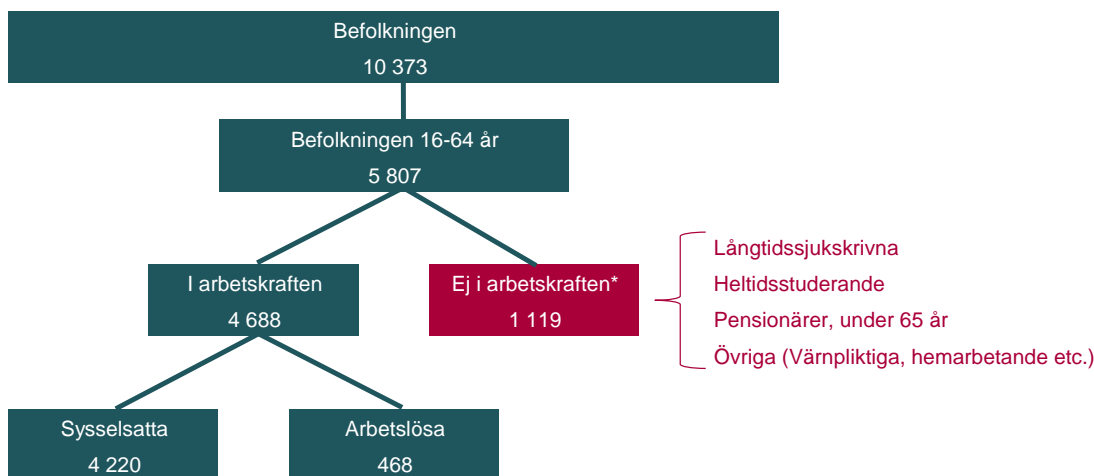 Befolkningen
10 373
Befolkningen 16-64 år
5 807
I arbetskraften
4 688
Ej i arbetskraften*
1 119
Långtidssjukskrivna
Heltidsstuderande
Pensionärer, under 65 år
Övriga (Värnpliktiga, hemarbetande etc.)
Sysselsatta
4 220
Arbetslösa
468